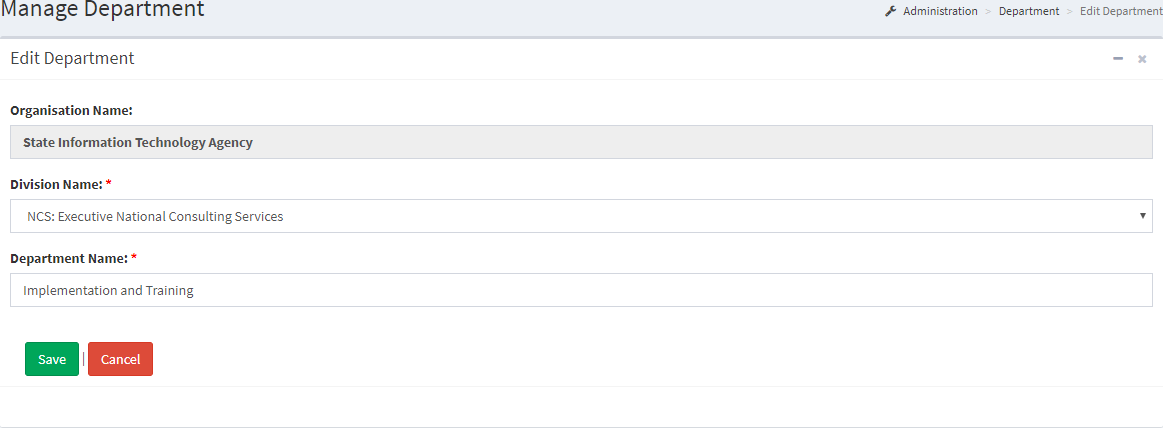 Manage Department
Administration > Department > Edit Department
Edit Department
Organisation Name:
State Information Technology Agency
Division Name: *
NCS: Executive National Consulting Services
Department Name: *
Implementation and Training
Save | Cancel